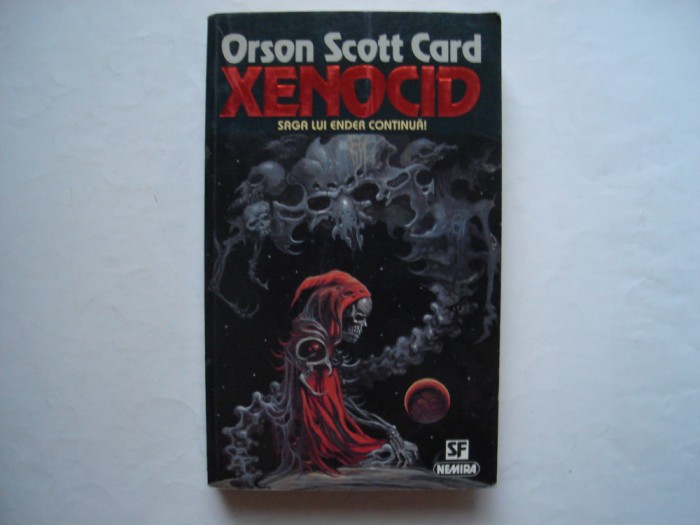 Orson Scott Card
XENOCID
SAGA LUI ENDER CONTINUĂ!
SF
NEMIRA